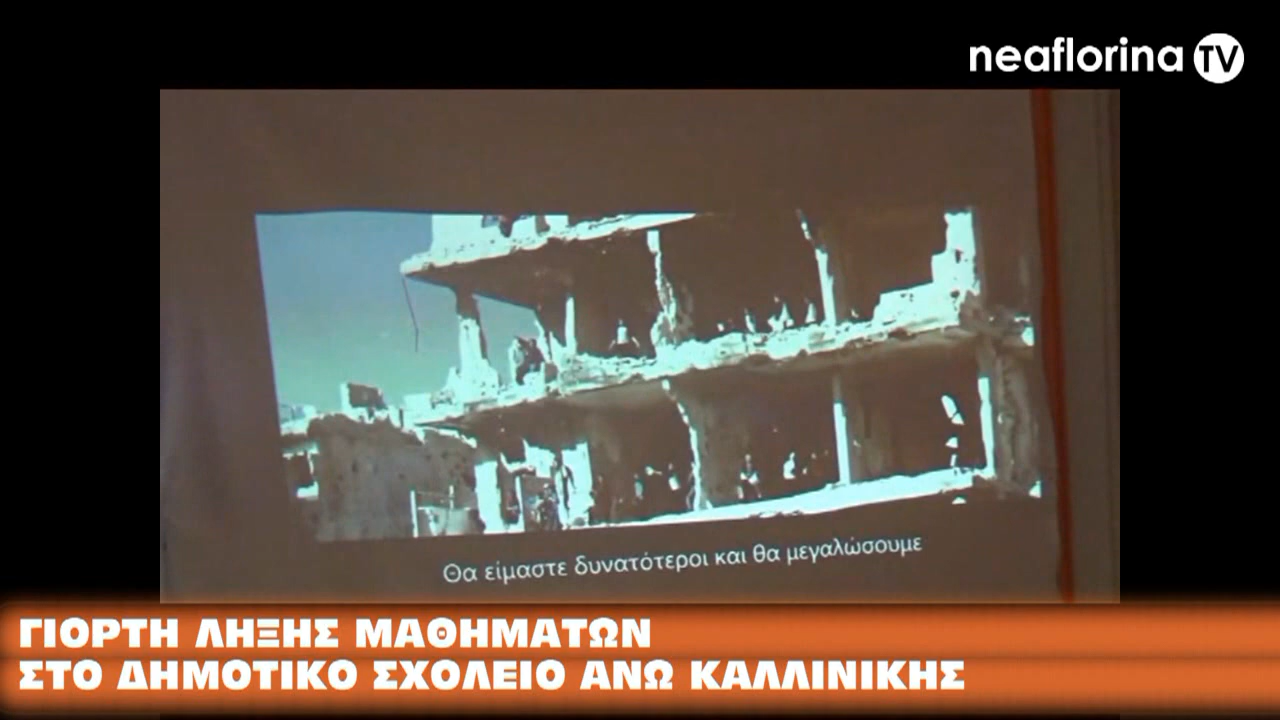 neaflorina TV
Θα είμαστε δυνατότεροι και θα μεγαλώσουμε
ΓΙΟΡΤΗ ΛΗΞΗΣ ΜΑΘΗΜΑΤΩΝ
ΣΤΟ ΔΗΜΟΤΙΚΟ ΣΧΟΛΕΙΟ ΑΝΩ ΚΑΛΛΙΝΙΚΗΣ